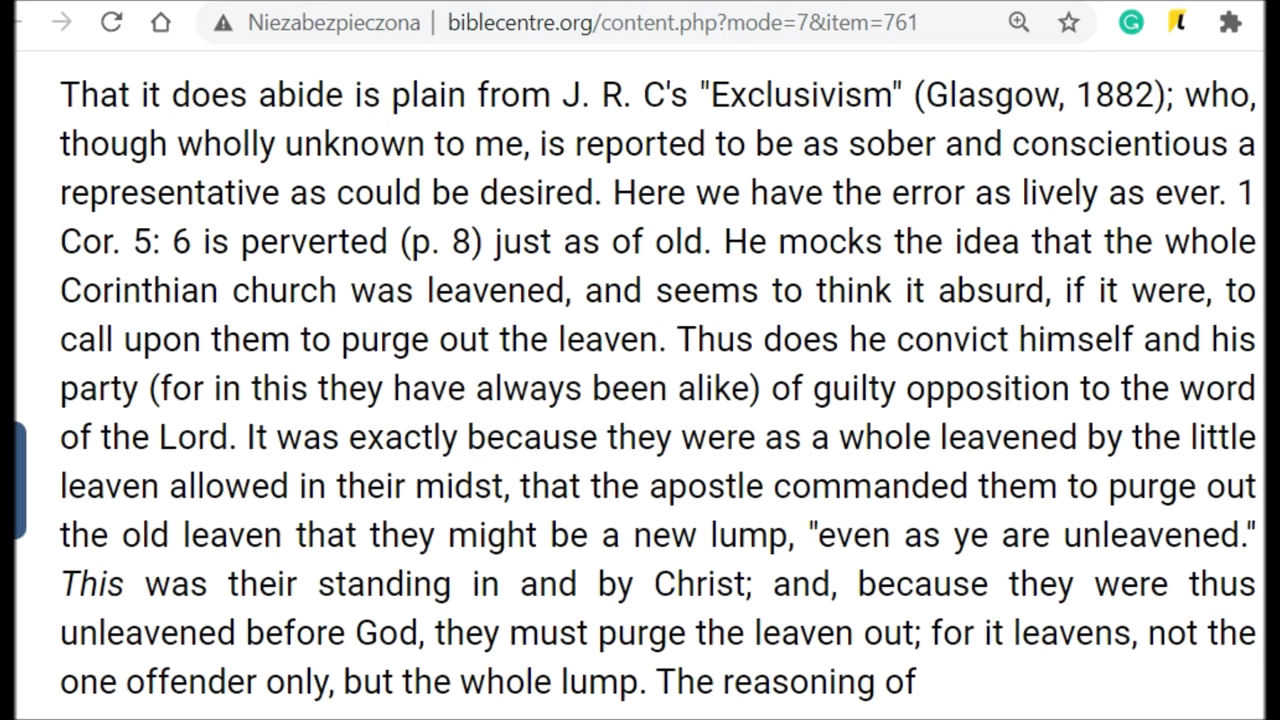 Niezabezpieczona | biblecentre.org/content.php?mode=7&item=761
That it does abide is plain from J. R. C's "Exclusivism" (Glasgow, 1882); who,
though wholly unknown to me, is reported to be as sober and conscientious a
representative as could be desired. Here we have the error as lively as ever. 1
Cor. 5: 6 is perverted (p. 8) just as of old. He mocks the idea that the whole
Corinthian church was leavened, and seems to think it absurd, if it were, to
call upon them to purge out the leaven. Thus does he convict himself and his
party (for in this they have always been alike) of guilty opposition to the word
of the Lord. It was exactly because they were as a whole leavened by the little
leaven allowed in their midst, that the apostle commanded them to purge out
the old leaven that they might be a new lump, "even as ye are unleavened."
This was their standing in and by Christ; and, because they were thus
unleavened before God, they must purge the leaven out; for it leavens, not the
one offender only, but the whole lump. The reasoning of